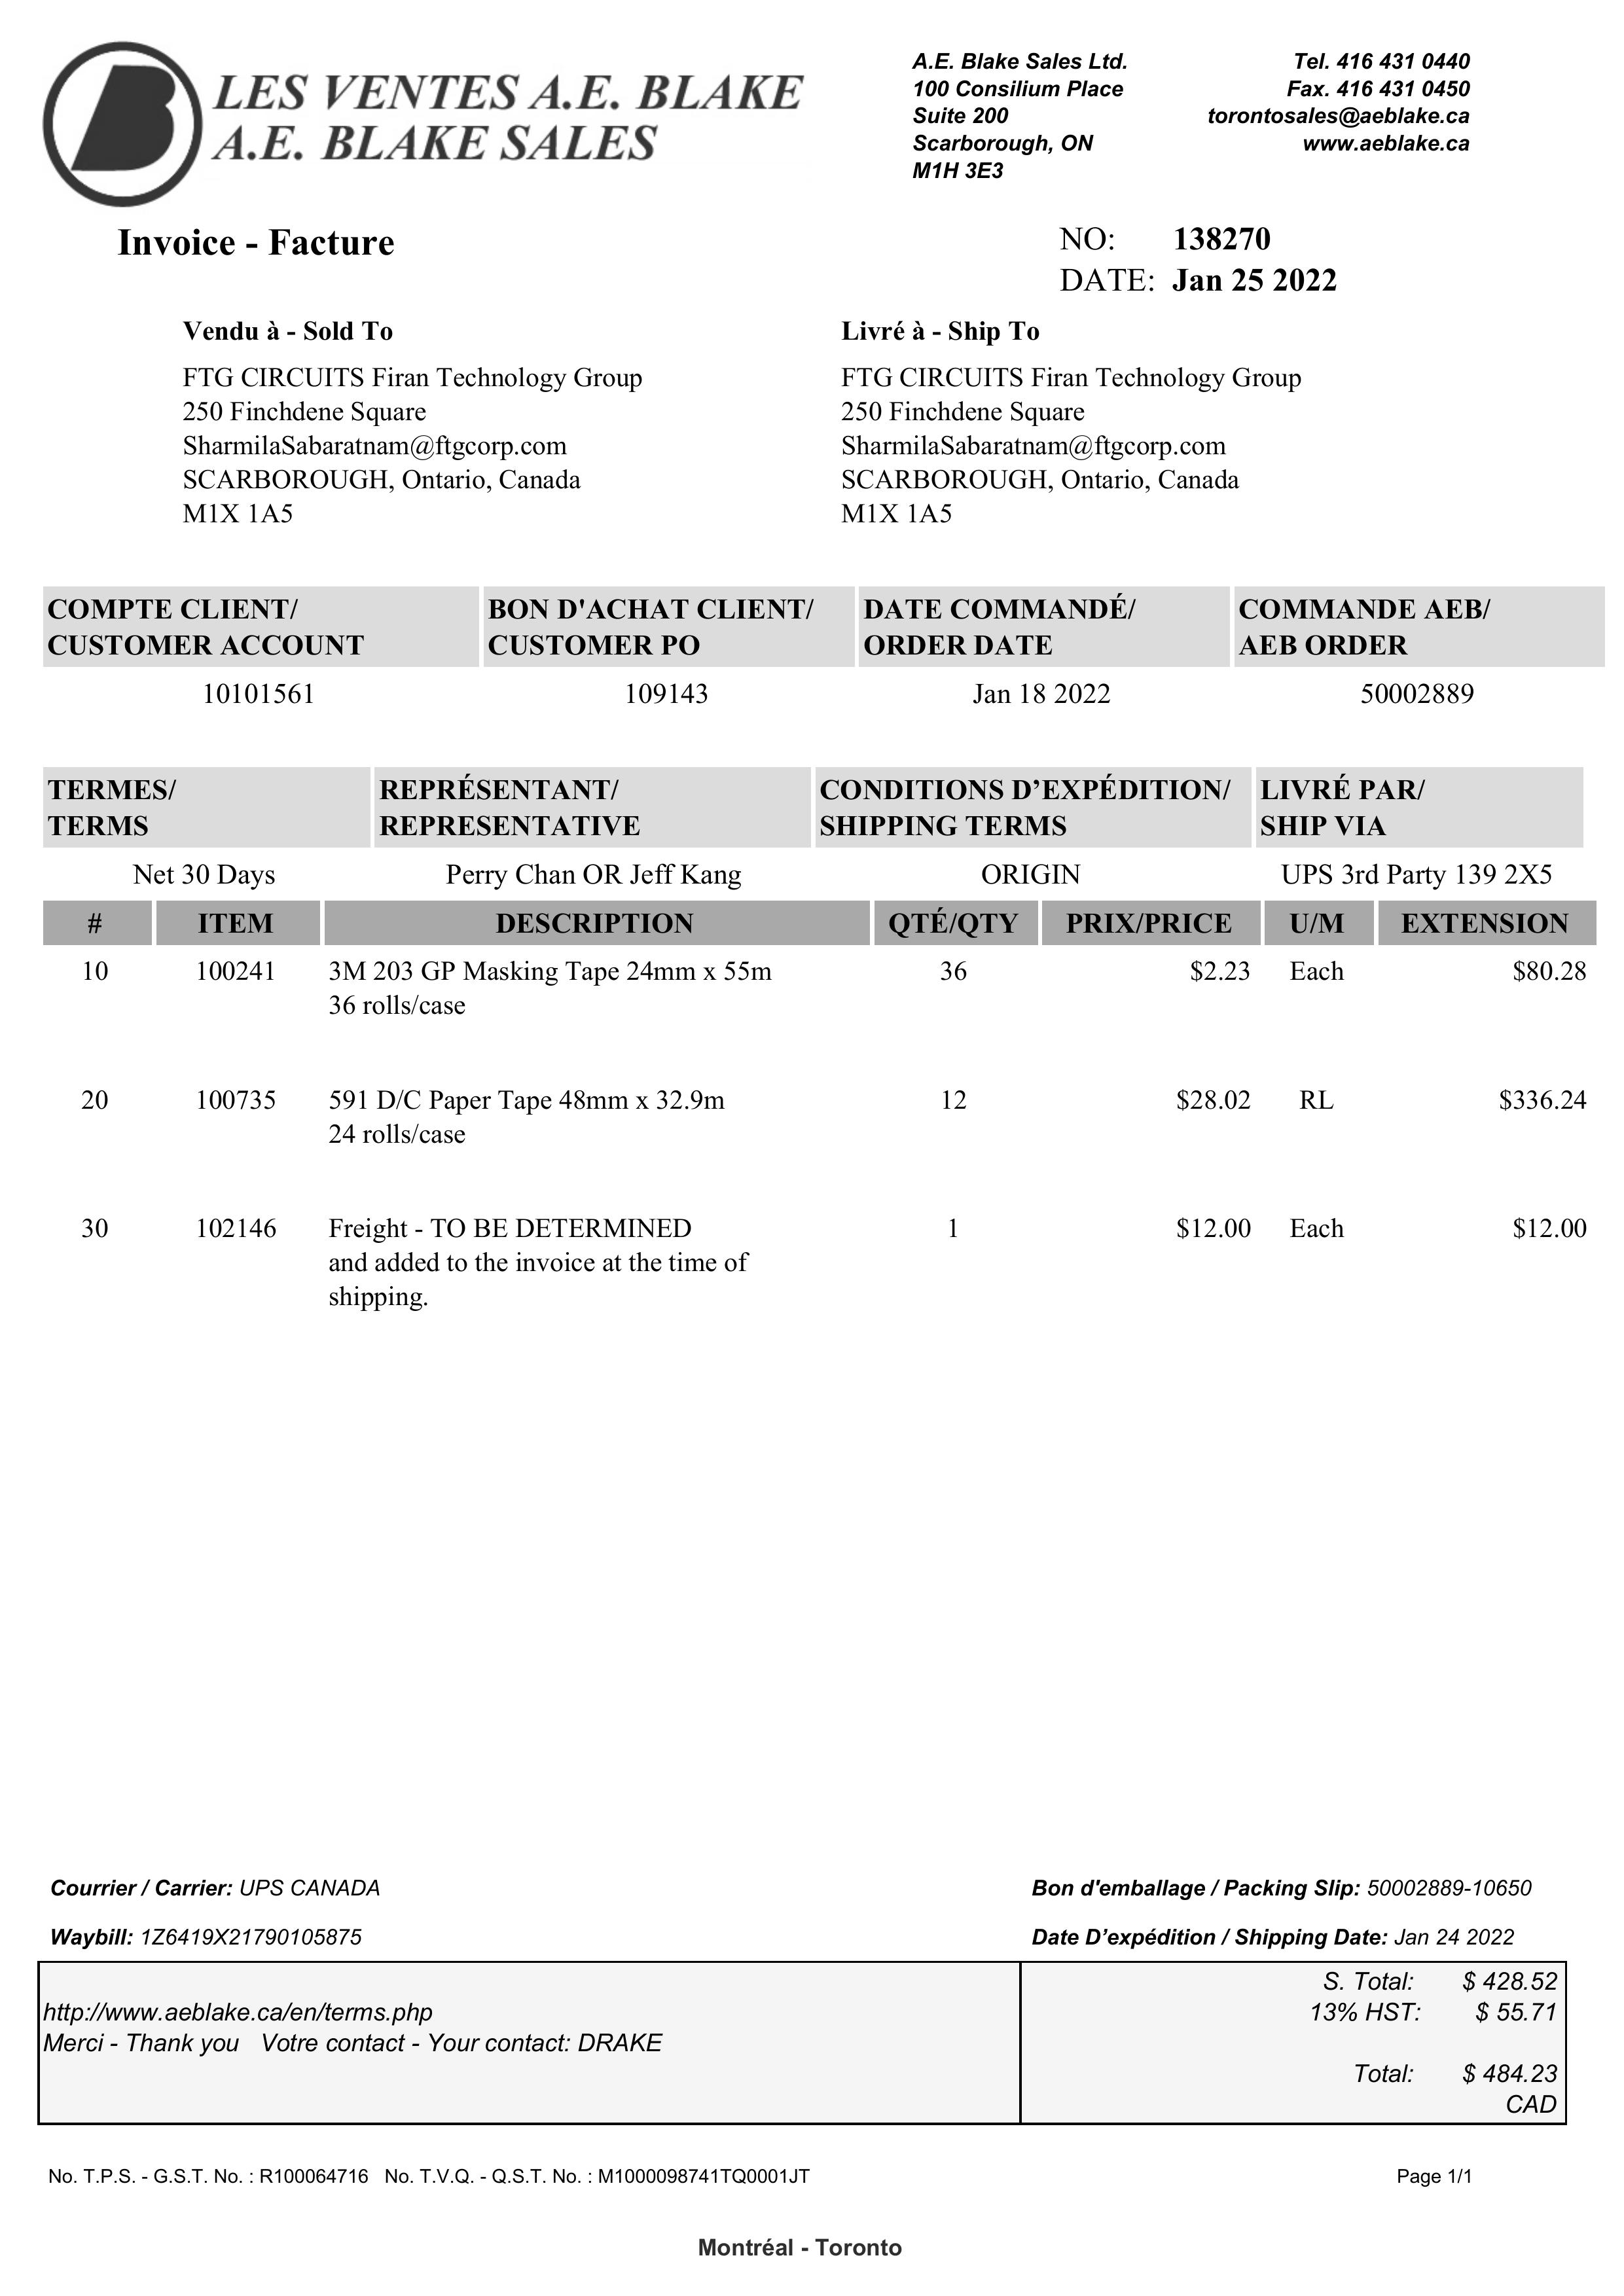 LES VENTES A.E. BLAKE
A.E. BLAKE SALES
A.E. Blake Sales Ltd.
100 Consilium Place
Suite 200
Scarborough, ON
M1H 3E3
Tel. 416 431 0440
Fax. 416 431 0450
torontosales@aeblake.ca
www.aeblake.ca
Invoice - Facture
NO: 138270
DATE: Jan 25 2022
Vendu à - Sold To
FTG CIRCUITS Firan Technology Group
250 Finchdene Square
SharmilaSabaratnam@ftgcorp.com
SCARBOROUGH, Ontario, Canada
M1X 1A5
Livré à - Ship To
FTG CIRCUITS Firan Technology Group
250 Finchdene Square
SharmilaSabaratnam@ftgcorp.com
SCARBOROUGH, Ontario, Canada
M1X 1A5
COMPTE CLIENT/ BON D'ACHAT CLIENT/ DATE COMMANDÉ/ COMMANDE AEB/
CUSTOMER ACCOUNT CUSTOMER PO ORDER DATE AEB ORDER
10101561 109143 Jan 18 2022 50002889
TERMES/ REPRÉSENTANT/ CONDITIONS D’EXPÉDITION/ LIVRÉ PAR/
TERMS REPRESENTATIVE SHIPPING TERMS SHIP VIA
Net 30 Days Perry Chan OR Jeff Kang ORIGIN UPS 3rd Party 139 2X5
# ITEM DESCRIPTION QTÉ/QTY PRIX/PRICE U/M EXTENSION
10 100241 3M 203 GP Masking Tape 24mm x 55m 36 $2.23 Each $80.28
36 rolls/case
20 100735 591 D/C Paper Tape 48mm x 32.9m 12 $28.02 RL $336.24
24 rolls/case
30 102146 Freight - TO BE DETERMINED 1 $12.00 Each $12.00
and added to the invoice at the time of
shipping.
Courrier / Carrier: UPS CANADA Bon d'emballage / Packing Slip: 50002889-10650
Waybill: 1Z6419X21790105875 Date D’expédition / Shipping Date: Jan 24 2022
S. Total: $ 428.52
http://www.aeblake.ca/en/terms.php 13% HST: $ 55.71
Merci - Thank you Votre contact - Your contact: DRAKE
Total: $ 484.23
CAD
No. T.P.S. - G.S.T. No. : R100064716 No. T.V.Q. - Q.S.T. No. : M1000098741TQ0001JT Page 1/1
Montréal - Toronto